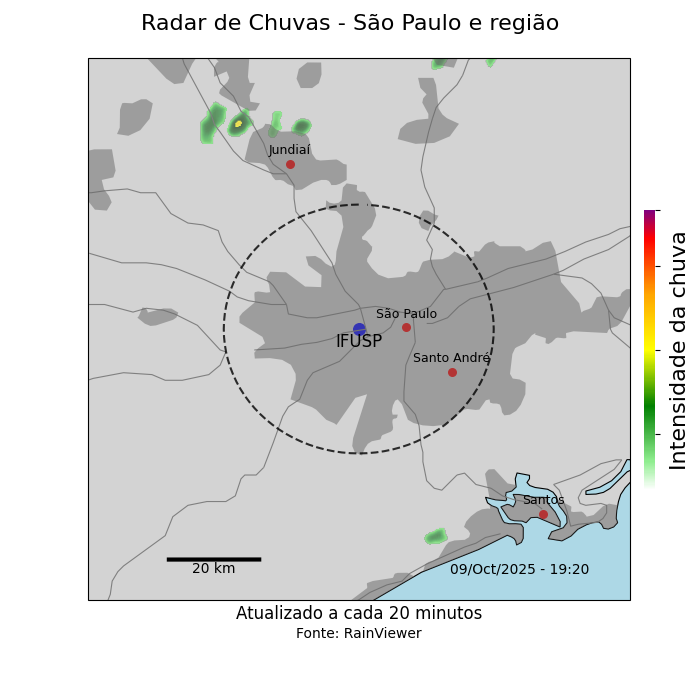 Radar de Chuvas - São Paulo e região
Jundiaí
São Paulo
IFUSP
Santo André
Santos
20 km
09/Oct/2025 - 19:20
Intensidade da chuva
Atualizado a cada 20 minutos
Fonte: RainViewer